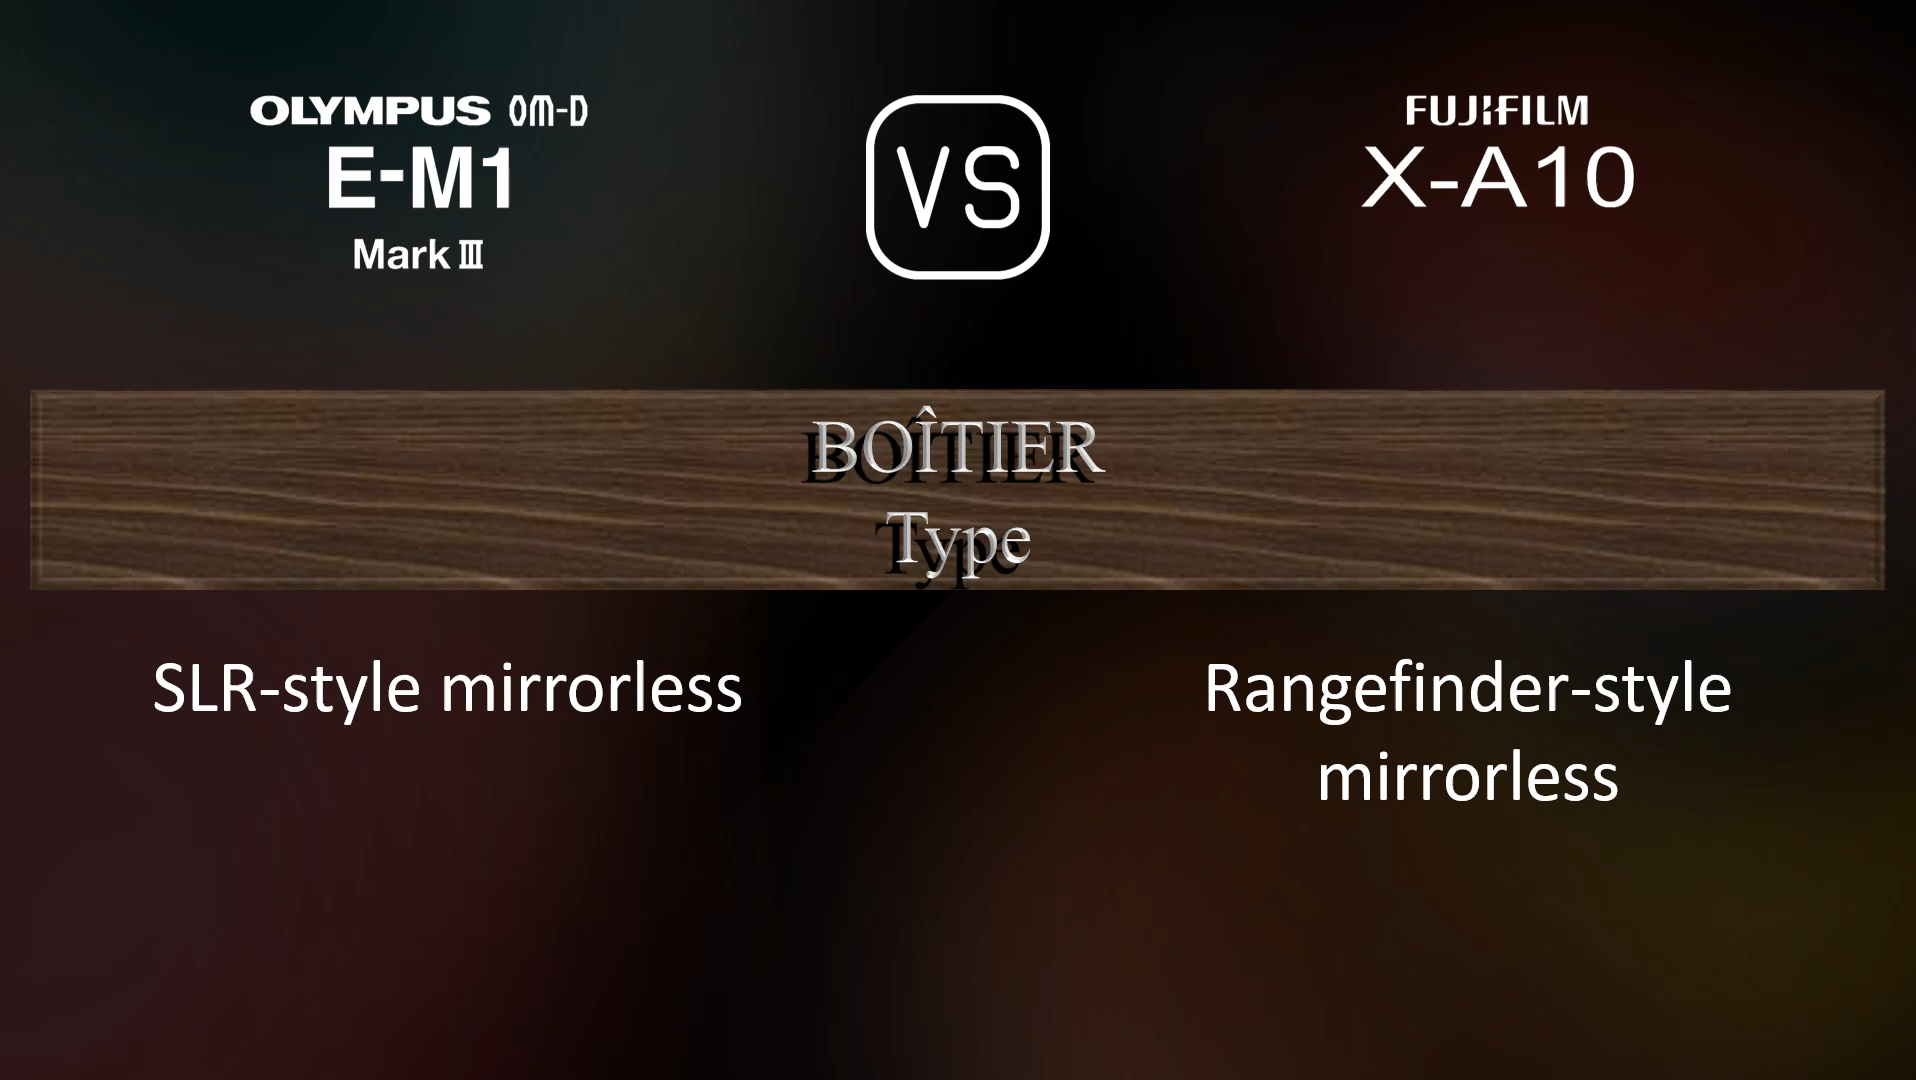 OLYMPUS OM-D
E-M1
Mark III
VS
FUJIFILM
X-A10
BOÎTIER
Type
SLR-style mirrorless
Rangefinder-style
mirrorless